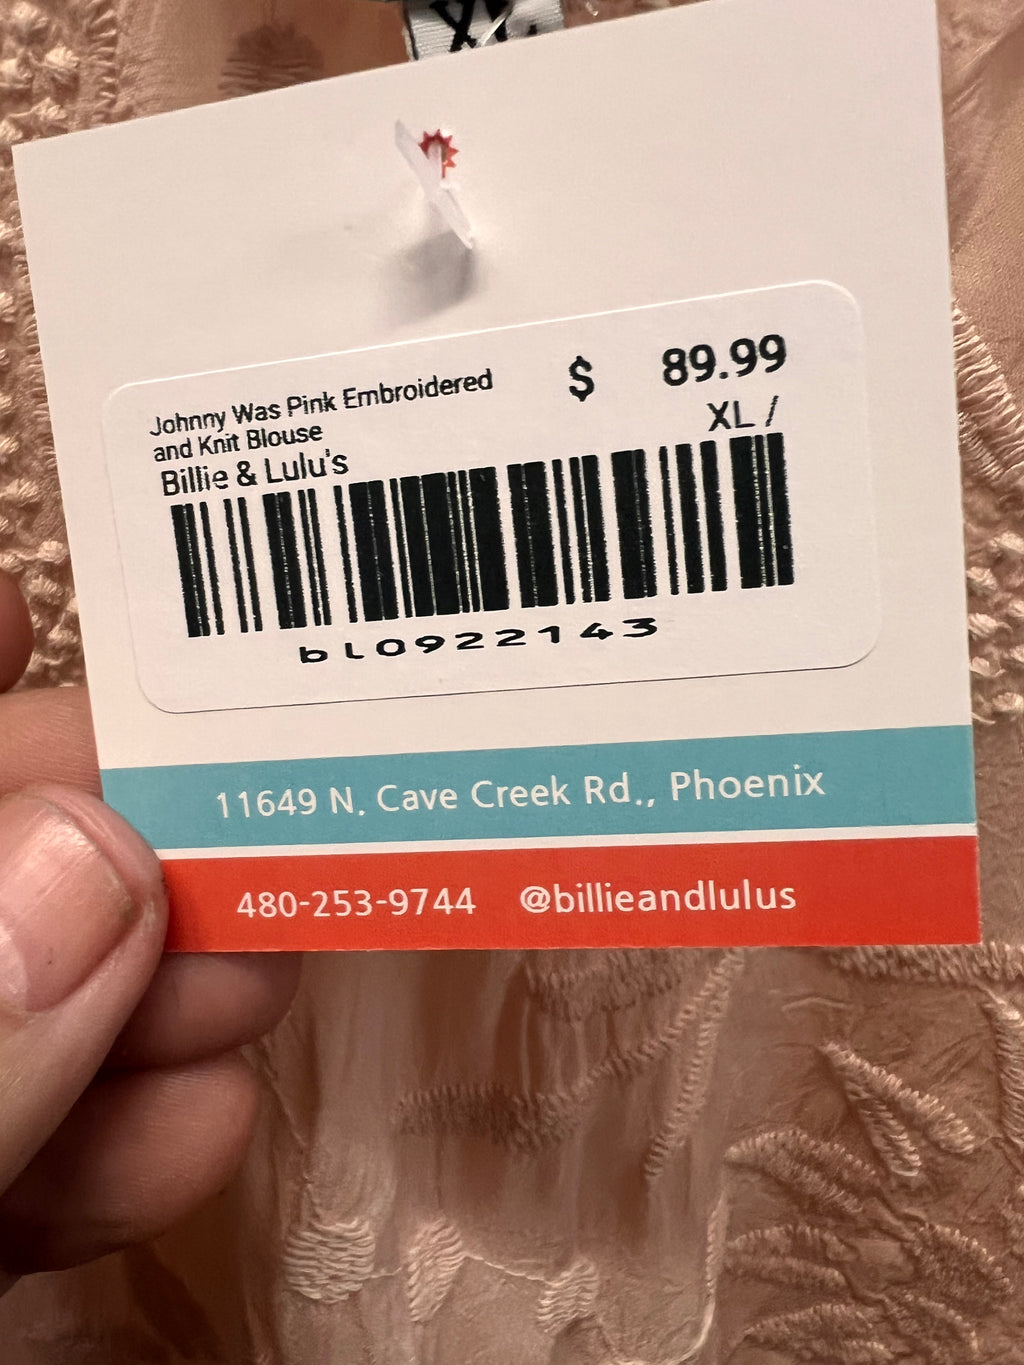 XL
Johnny Was Pink Embroidered
and Knit Blouse
Billie & Lulu's
$ 89.99
XL /
bL0922143
11649 N. Cave Creek Rd., Phoenix
480-253-9744 @billieandlulus